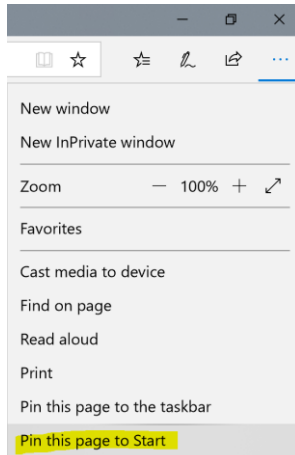 New window
New InPrivate window
Zoom — 100% +
Favorites
Cast media to device
Find on page
Read aloud
Print
Pin this page to the taskbar
Pin this page to Start